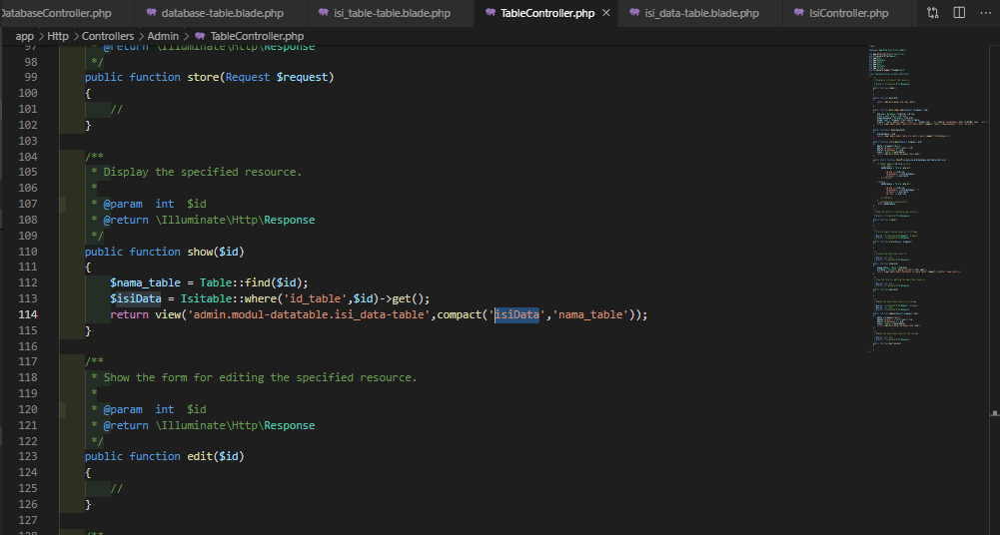 DatabaseController.php database-table.blade.php isi_table-table.blade.php TableController.php isi_data-table.blade.php IsiController.php
app > Http > Controllers > Admin > TableController.php
97 * @return \Illuminate\Http\Response
98 */
99 public function store(Request $request)
100 {
101 //
102 }
103
104 /**
105 * Display the specified resource.
106 *
107 * @param  int  $id
108 * @return \Illuminate\Http\Response
109 */
110 public function show($id)
111 {
112 $nama_table = Table::find($id);
113 $isiData = Isitable::where('id_table',$id)->get();
114 return view('admin.modul-datatable.isi_data-table',compact('isiData','nama_table'));
115 }
116
117 /**
118 * Show the form for editing the specified resource.
119 *
120 * @param  int  $id
121 * @return \Illuminate\Http\Response
122 */
123 public function edit($id)
124 {
125 //
126 }
127
128 /**